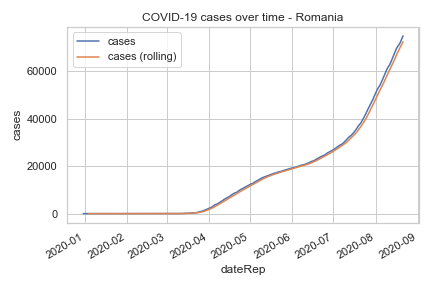 COVID-19 cases over time - Romania
cases
cases (rolling)
60000
40000
20000
0
cases
2020-01
2020-02
2020-03
2020-04
2020-05
2020-06
2020-07
2020-08
2020-09
dateRep